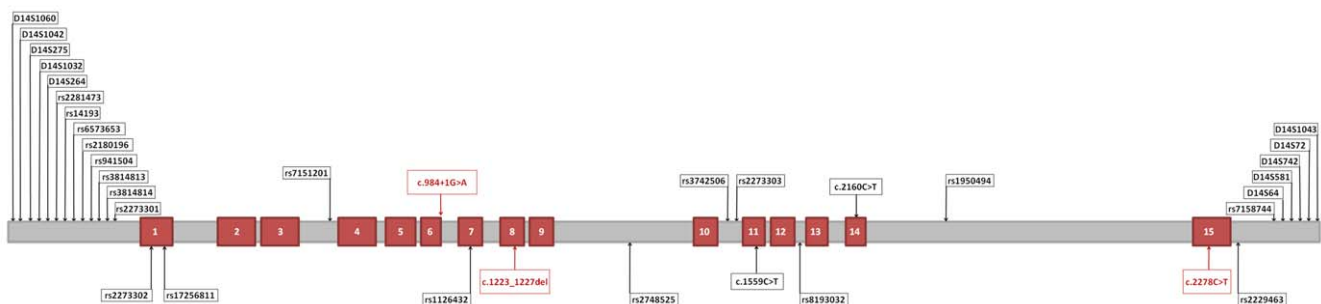 D14S1060
D14S1042
D14S275
D14S1032
D14S264
rs2281473
rs14193
rs6573653
rs2180196
rs941504
rs3814813
rs3814814
rs2273301
rs7151201
c.984+1G>A
rs3742506
rs2273303
c.2160C>T
rs1950494
D14S1043
D14S72
D14S742
D14S581
D14S64
rs7158744
1
2
3
4
5
6
7
8
9
10
11
12
13
14
15
rs2273302
rs17256811
rs1126432
c.1223_1227del
rs2748525
c.1559C>T
rs8193032
c.2278C>T
rs2229463